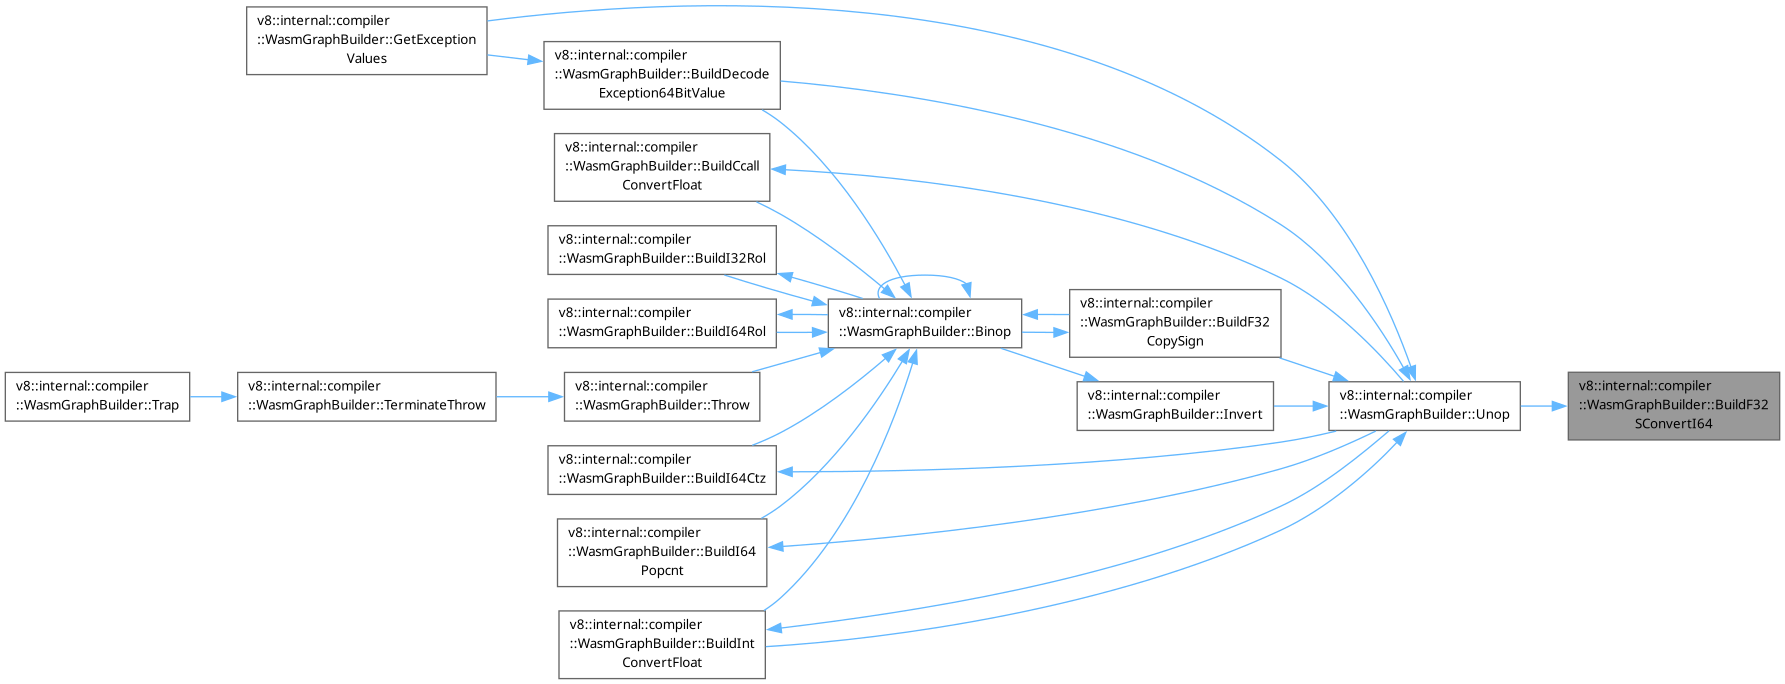 v8::internal::compiler
::WasmGraphBuilder::GetException
Values
v8::internal::compiler
::WasmGraphBuilder::BuildDecode
Exception64BitValue
v8::internal::compiler
::WasmGraphBuilder::BuildCcall
ConvertFloat
v8::internal::compiler
::WasmGraphBuilder::BuildI32Rol
v8::internal::compiler
::WasmGraphBuilder::BuildI64Rol
v8::internal::compiler
::WasmGraphBuilder::Binop
v8::internal::compiler
::WasmGraphBuilder::BuildF32
CopySign
v8::internal::compiler
::WasmGraphBuilder::Trap
v8::internal::compiler
::WasmGraphBuilder::TerminateThrow
v8::internal::compiler
::WasmGraphBuilder::Throw
v8::internal::compiler
::WasmGraphBuilder::Invert
v8::internal::compiler
::WasmGraphBuilder::Unop
v8::internal::compiler
::WasmGraphBuilder::BuildF32
SConvertI64
v8::internal::compiler
::WasmGraphBuilder::BuildI64Ctz
v8::internal::compiler
::WasmGraphBuilder::BuildI64
Popcnt
v8::internal::compiler
::WasmGraphBuilder::BuildInt
ConvertFloat